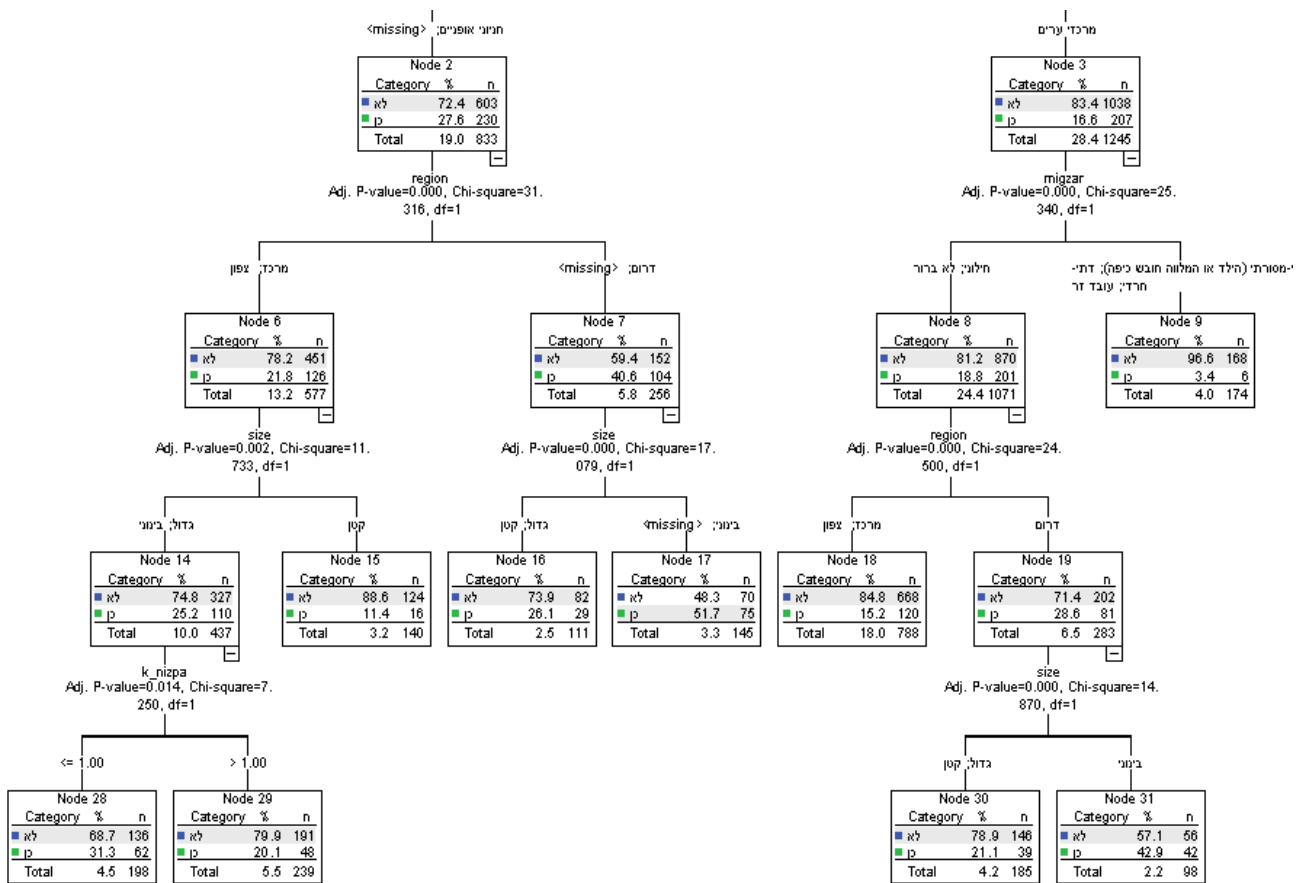 חניוני אופניים; <missing>
מרכזי ערים
Node 2
Category % n
לא 72.4 603
כן 27.6 230
Total 19.0 833
Node 3
Category % n
לא 83.4 1038
כן 16.6 207
Total 28.4 1245
region
Adj. P-value=0.000, Chi-square=31.
316, df=1
migzar
Adj. P-value=0.000, Chi-square=25.
340, df=1
מרכז; צפון
דרום; <missing>
חילוני; לא ברור
י-מסורתי (הילד או המלווה חובש כיפה); דתי-
חרדי; עובד זר
Node 6
Category % n
לא 78.2 451
כן 21.8 126
Total 13.2 577
Node 7
Category % n
לא 59.4 152
כן 40.6 104
Total 5.8 256
Node 8
Category % n
לא 81.2 870
כן 18.8 201
Total 24.4 1071
Node 9
Category % n
לא 96.6 168
כן 3.4 6
Total 4.0 174
size
Adj. P-value=0.002, Chi-square=11.
733, df=1
size
Adj. P-value=0.000, Chi-square=17.
079, df=1
region
Adj. P-value=0.000, Chi-square=24.
500, df=1
גדול; בינוני
קטן
גדול; קטן
בינוני; <missing>
מרכז; צפון
דרום
Node 14
Category % n
לא 74.8 327
כן 25.2 110
Total 10.0 437
Node 15
Category % n
לא 88.6 124
כן 11.4 16
Total 3.2 140
Node 16
Category % n
לא 73.9 82
כן 26.1 29
Total 2.5 111
Node 17
Category % n
לא 48.3 70
כן 51.7 75
Total 3.3 145
Node 18
Category % n
לא 84.8 668
כן 15.2 120
Total 18.0 788
Node 19
Category % n
לא 71.4 202
כן 28.6 81
Total 6.5 283
k_nizpa
Adj. P-value=0.014, Chi-square=7.
250, df=1
size
Adj. P-value=0.000, Chi-square=14.
870, df=1
<= 1.00
> 1.00
גדול; קטן
בינוני
Node 28
Category % n
לא 68.7 136
כן 31.3 62
Total 4.5 198
Node 29
Category % n
לא 79.9 191
כן 20.1 48
Total 5.5 239
Node 30
Category % n
לא 78.9 146
כן 21.1 39
Total 4.2 185
Node 31
Category % n
לא 57.1 56
כן 42.9 42
Total 2.2 98